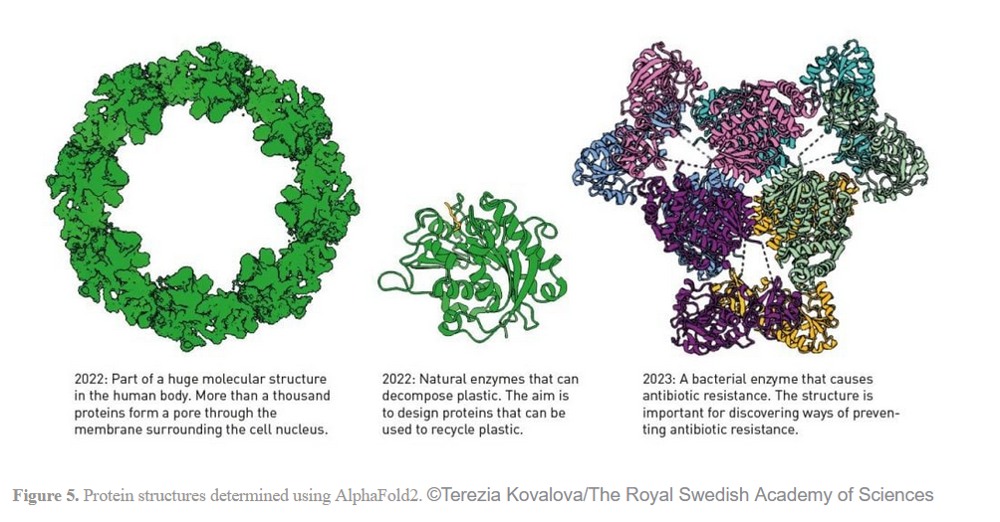 2022: Part of a huge molecular structure
in the human body. More than a thousand
proteins form a pore through the
membrane surrounding the cell nucleus.
2022: Natural enzymes that can
decompose plastic. The aim is
to design proteins that can be
used to recycle plastic.
2023: A bacterial enzyme that causes
antibiotic resistance. The structure is
important for discovering ways of preven-
ting antibiotic resistance.
Figure 5. Protein structures determined using AlphaFold2. ©Terezia Kovalova/The Royal Swedish Academy of Sciences